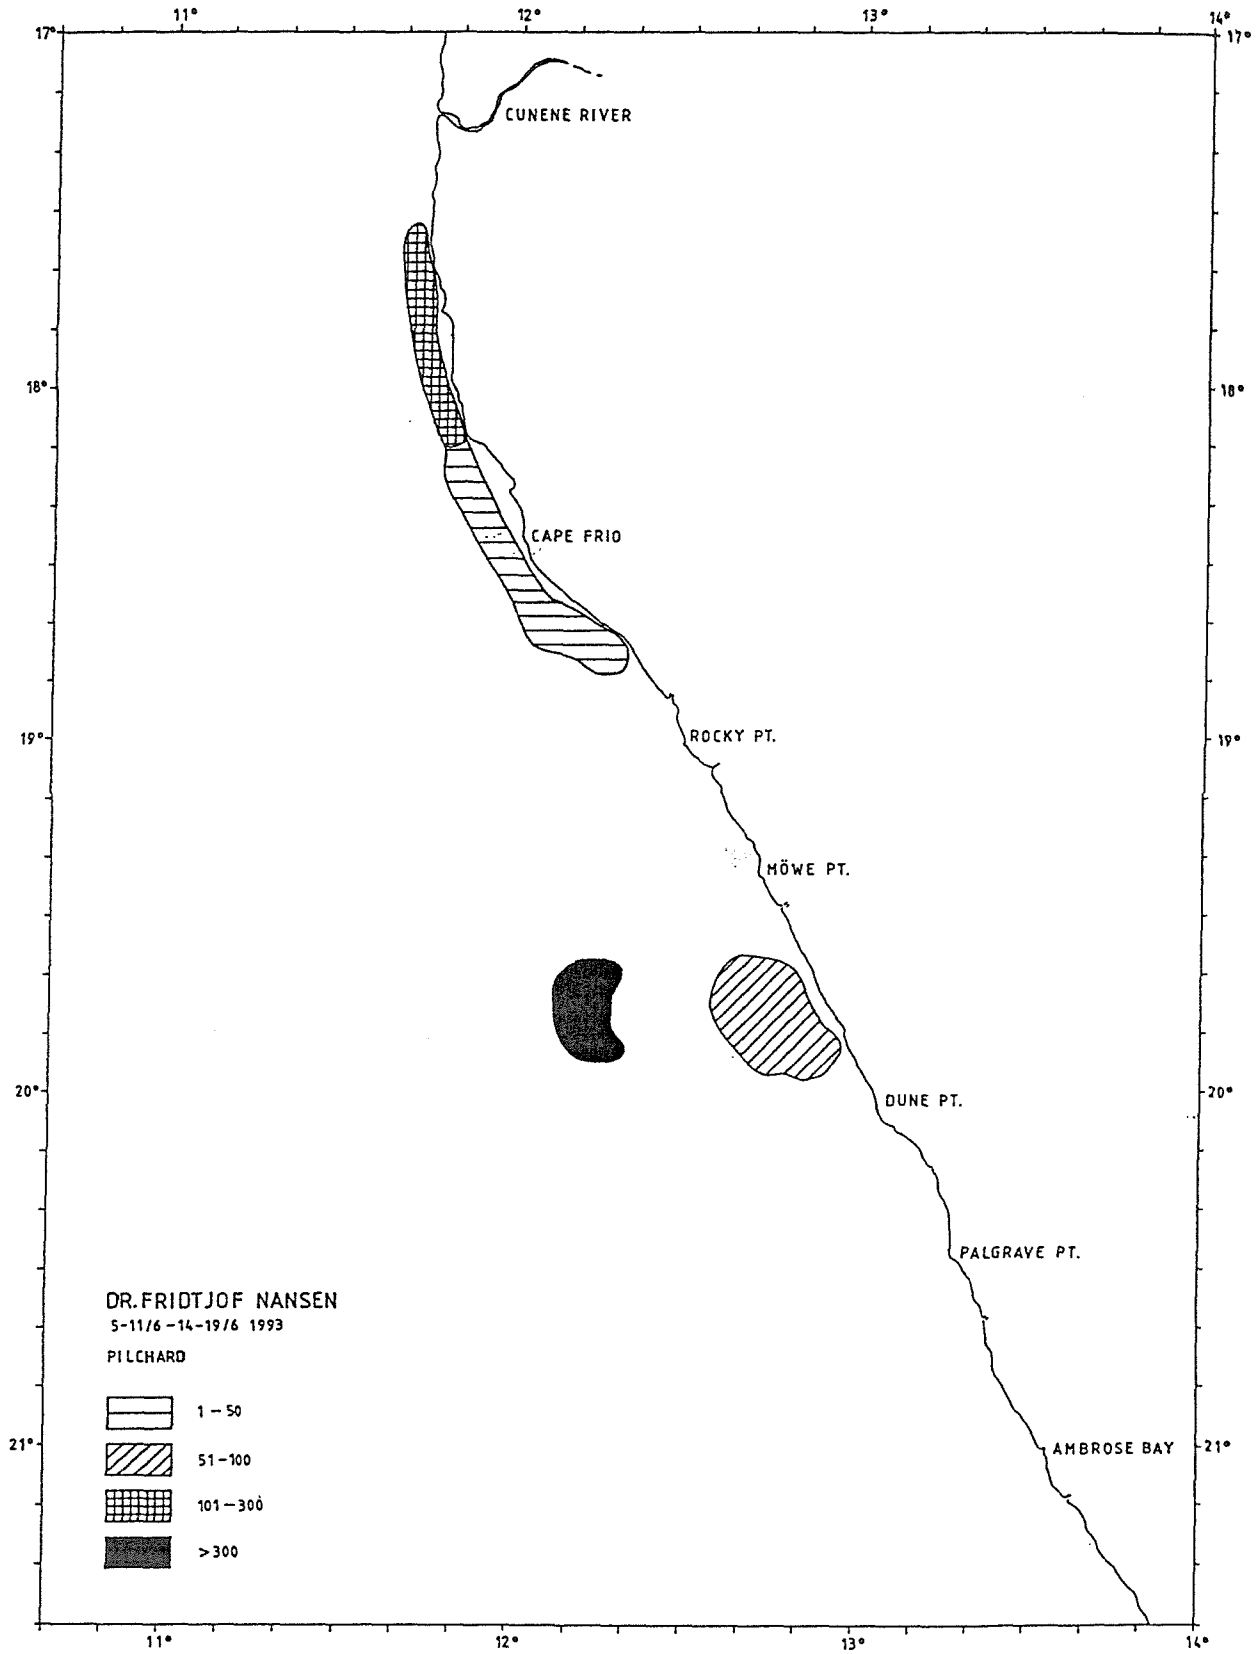 11° 12° 13° 14°
17° 17°
CUNENE RIVER
18° 18°
CAPE FRIO
19° ROCKY PT. 19°
MÖWE PT.
20° 20°
DUNE PT.
PALGRAVE PT.
DR. FRIDTJOF NANSEN
5-11/6 -14-19/6 1993
PILCHARD
1 - 50
21° AMBROSE BAY 21°
51 - 100
101 - 300
>300
11° 12° 13° 14°